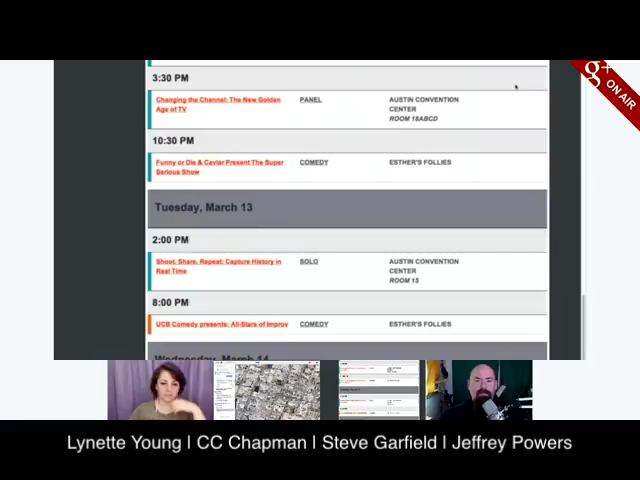 3:30 PM
Changing the Channel: The New Golden
Age of TV
PANEL
AUSTIN CONVENTION
CENTER
ROOM 18ABCD
10:30 PM
Funny or Die & Caviar Present The Super
Serious Show
COMEDY
ESTHER'S FOLLIES
Tuesday, March 13
2:00 PM
Shoot, Share, Repeat: Capture History in
Real Time
SOLO
AUSTIN CONVENTION
CENTER
ROOM 15
8:00 PM
UCB Comedy presents: All-Stars of Improv
COMEDY
ESTHER'S FOLLIES
Wednesday, March 14
g+
ON AIR
Lynette Young | CC Chapman | Steve Garfield | Jeffrey Powers